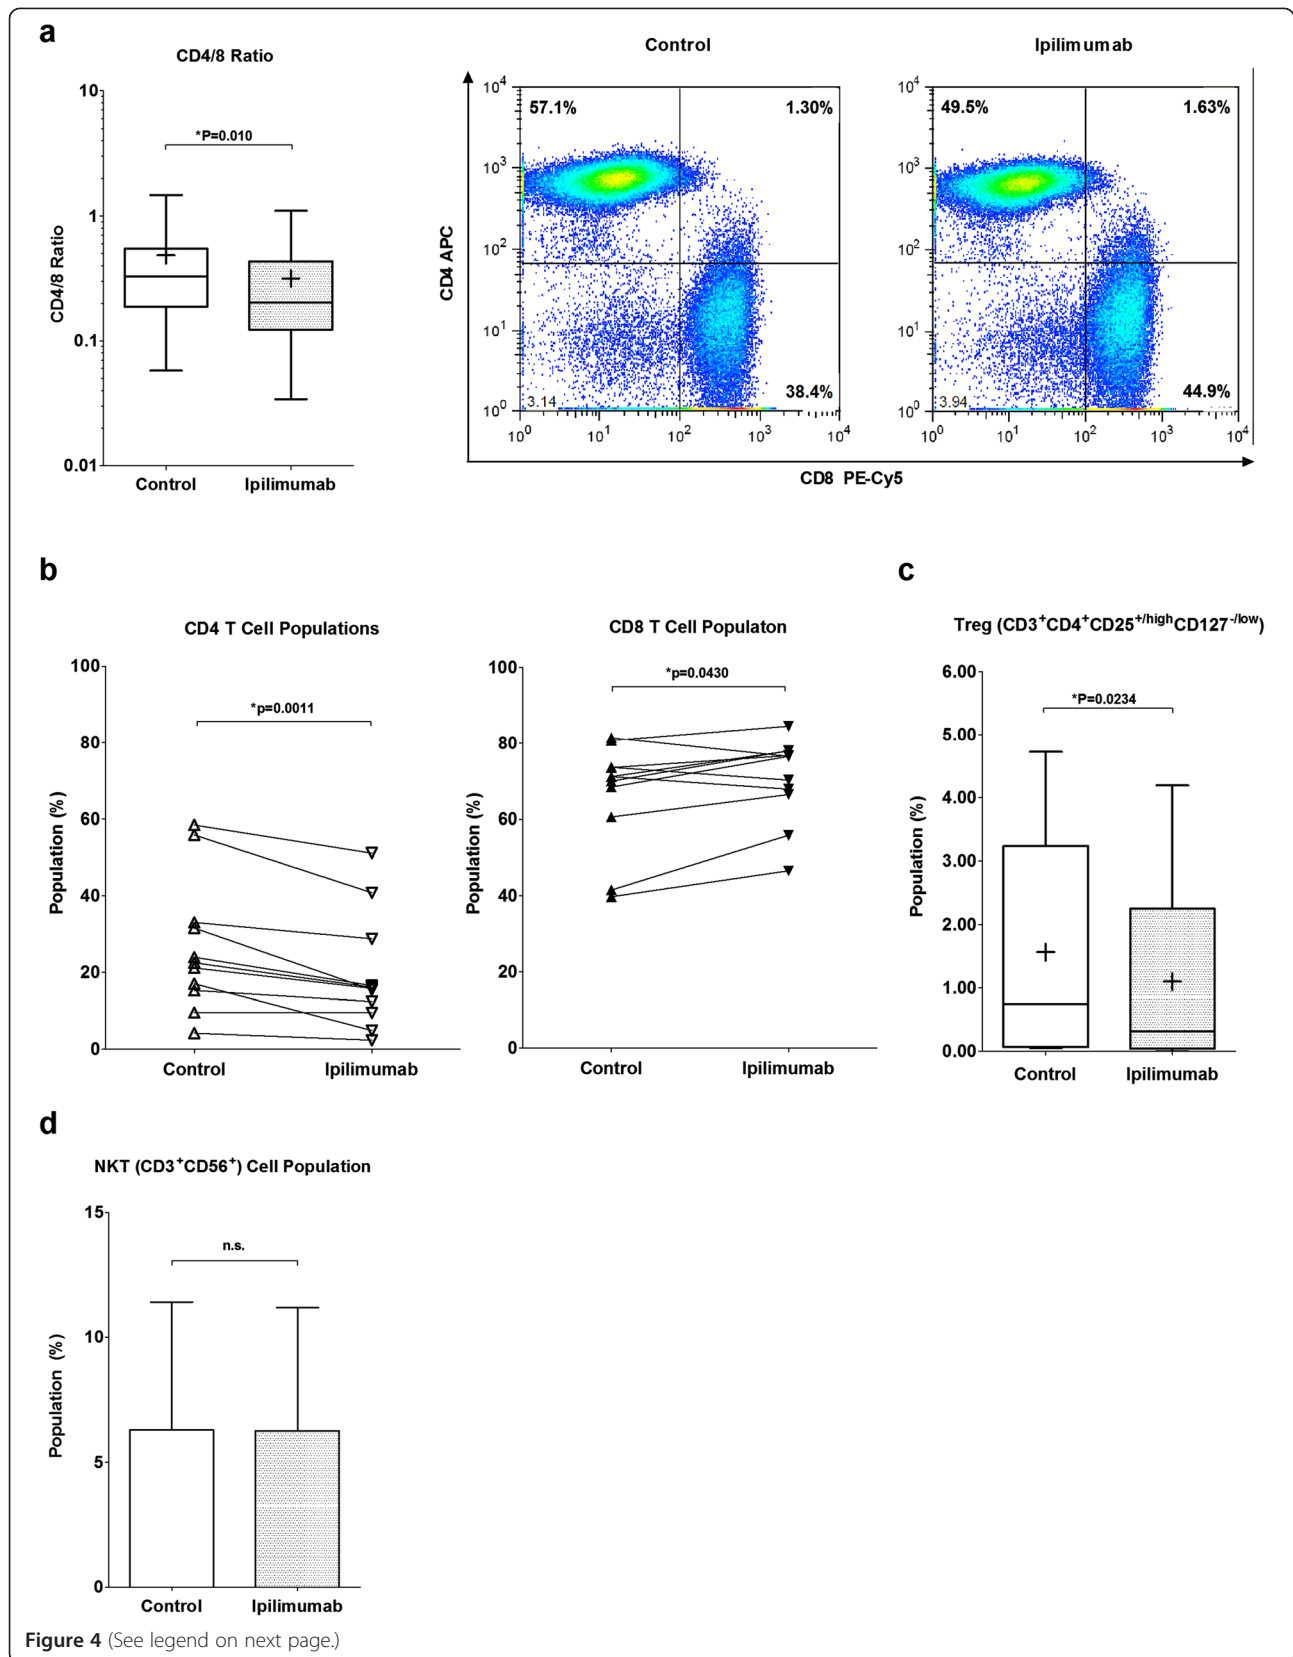 a
CD4/8 Ratio
10
1
0.1
0.01
CD4/8 Ratio
*P=0.010
Control
Ipilimumab
Control
Ipilimumab
CD4 APC
10⁴
10³
10²
10¹
10⁰
57.1%
1.30%
3.14
38.4%
10⁰ 10¹ 10² 10³ 10⁴
10⁴
10³
10²
10¹
10⁰
49.5%
1.63%
3.94
44.9%
10⁰ 10¹ 10² 10³ 10⁴
CD8 PE-Cy5
b
CD4 T Cell Populations
100
80
60
40
20
0
Population (%)
*p=0.0011
Control
Ipilimumab
CD8 T Cell Populaton
100
80
60
40
20
0
Population (%)
*p=0.0430
Control
Ipilimumab
c
Treg (CD3⁺CD4⁺CD25⁺/ʰⁱᵍʰCD127⁻/ˡᵒʷ)
6.00
5.00
4.00
3.00
2.00
1.00
0.00
Population (%)
*P=0.0234
Control
Ipilimumab
d
NKT (CD3⁺CD56⁺) Cell Population
15
10
5
0
Population (%)
n.s.
Control
Ipilimumab
Figure 4 (See legend on next page.)